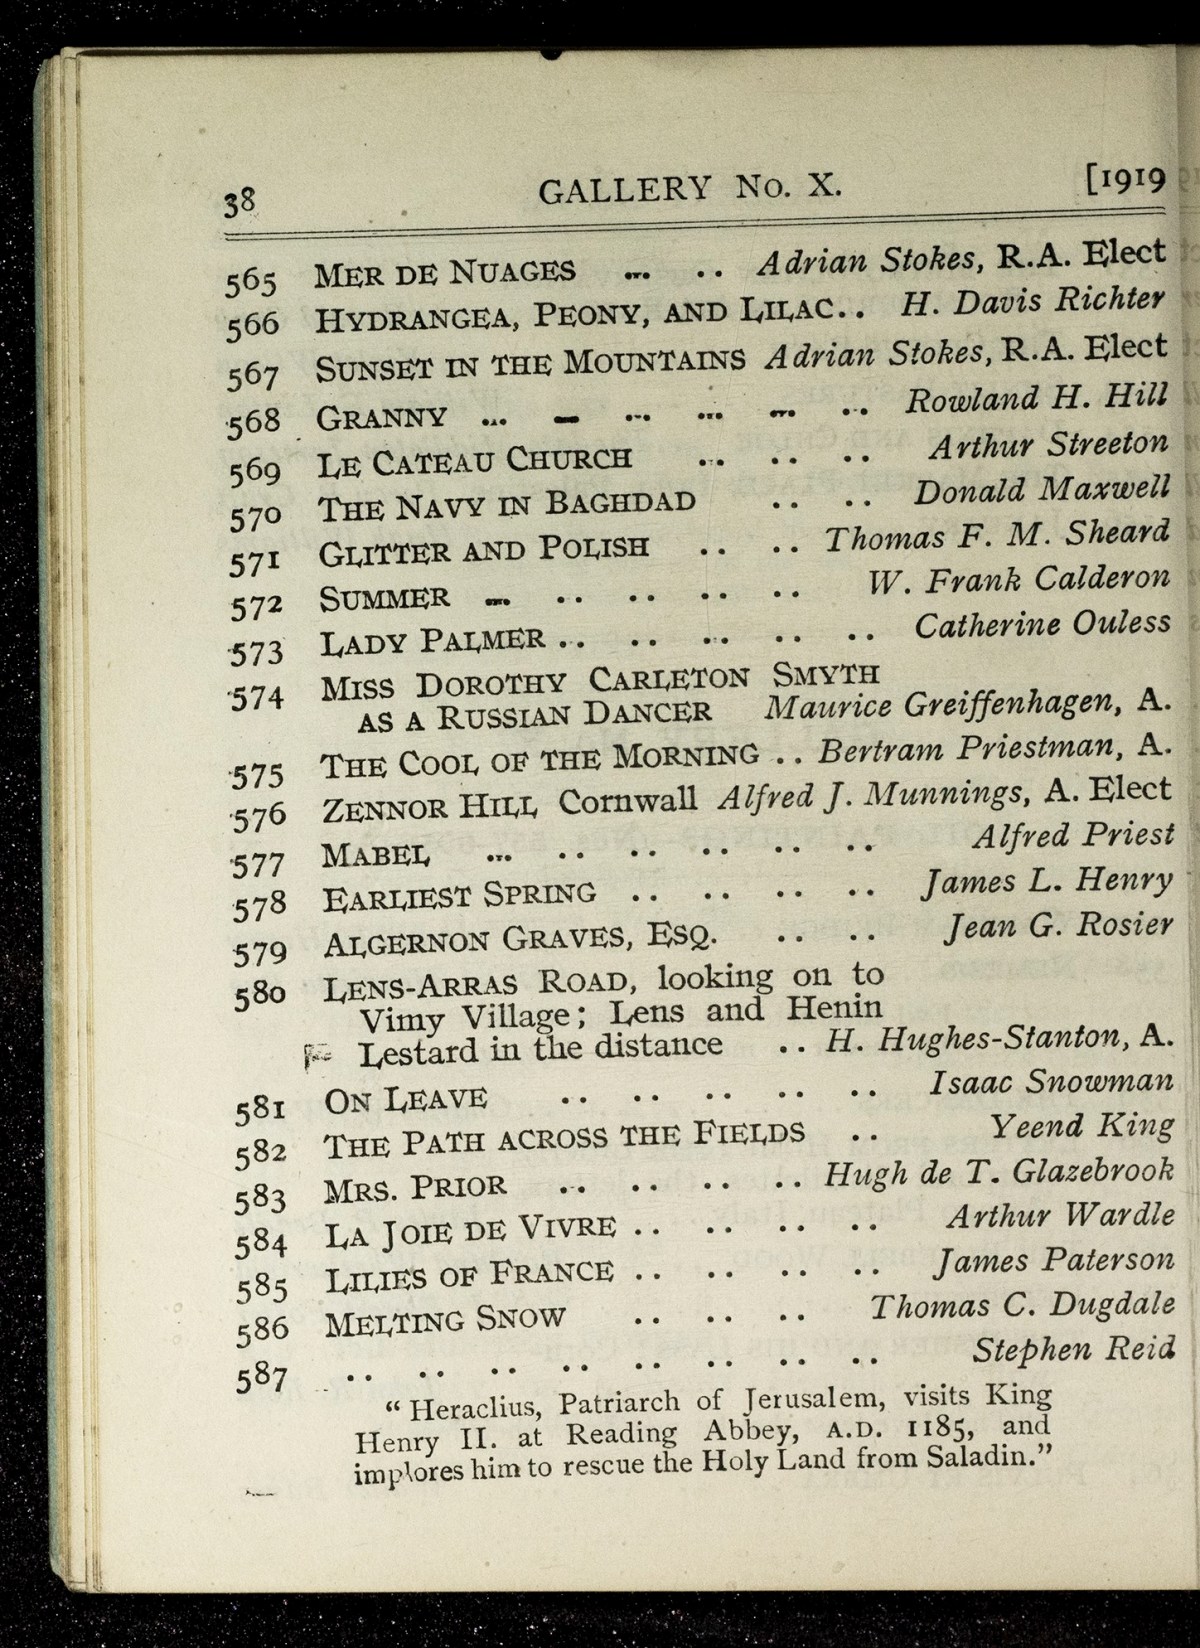 38 GALLERY No. X. [1919
565 MER DE NUAGES ... .. Adrian Stokes, R.A. Elect
566 HYDRANGEA, PEONY, AND LILAC.. H. Davis Richter
567 SUNSET IN THE MOUNTAINS Adrian Stokes, R.A. Elect
568 GRANNY ... ... ... ... ... ... Rowland H. Hill
569 LE CATEAU CHURCH ... .. .. Arthur Streeton
570 THE NAVY IN BAGHDAD .. .. Donald Maxwell
571 GLITTER AND POLISH .. .. Thomas F. M. Sheard
572 SUMMER ... .. .. .. .. W. Frank Calderon
573 LADY PALMER .. .. .. .. .. Catherine Ouless
574 MISS DOROTHY CARLETON SMYTH
AS A RUSSIAN DANCER Maurice Greiffenhagen, A.
575 THE COOL OF THE MORNING .. Bertram Priestman, A.
576 ZENNOR HILL Cornwall Alfred J. Munnings, A. Elect
577 MABEL ... .. .. .. .. .. Alfred Priest
578 EARLIEST SPRING .. .. .. .. James L. Henry
579 ALGERNON GRAVES, ESQ. .. .. Jean G. Rosier
580 LENS-ARRAS ROAD, looking on to
Vimy Village; Lens and Henin
Lestard in the distance .. H. Hughes-Stanton, A.
581 ON LEAVE .. .. .. .. .. Isaac Snowman
582 THE PATH ACROSS THE FIELDS .. Yeend King
583 MRS. PRIOR .. .. .. .. Hugh de T. Glazebrook
584 LA JOIE DE VIVRE .. .. .. .. Arthur Wardle
585 LILIES OF FRANCE .. .. .. .. James Paterson
586 MELTING SNOW .. .. .. Thomas C. Dugdale
587 .. .. .. .. .. .. .. .. Stephen Reid
“Heraclius, Patriarch of Jerusalem, visits King
Henry II. at Reading Abbey, A.D. 1185, and
implores him to rescue the Holy Land from Saladin.”